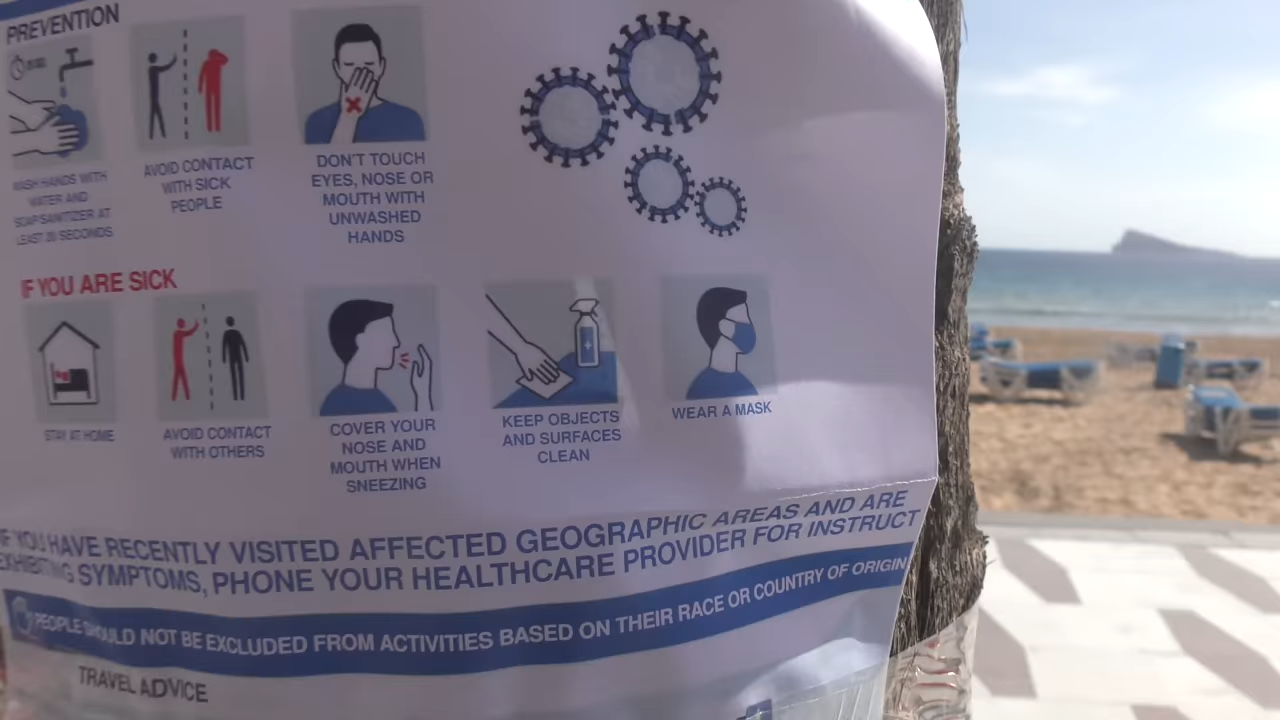 PREVENTION
WASH HANDS WITH
WATER AND
SOAP/SANITIZER AT
LEAST 20 SECONDS
AVOID CONTACT
WITH SICK
PEOPLE
DON'T TOUCH
EYES, NOSE OR
MOUTH WITH
UNWASHED
HANDS
IF YOU ARE SICK
STAY AT HOME
AVOID CONTACT
WITH OTHERS
COVER YOUR
NOSE AND
MOUTH WHEN
SNEEZING
KEEP OBJECTS
AND SURFACES
CLEAN
WEAR A MASK
IF YOU HAVE RECENTLY VISITED AFFECTED GEOGRAPHIC AREAS AND ARE
EXHIBITING SYMPTOMS, PHONE YOUR HEALTHCARE PROVIDER FOR INSTRUCT
PEOPLE SHOULD NOT BE EXCLUDED FROM ACTIVITIES BASED ON THEIR RACE OR COUNTRY OF ORIGIN
TRAVEL ADVICE